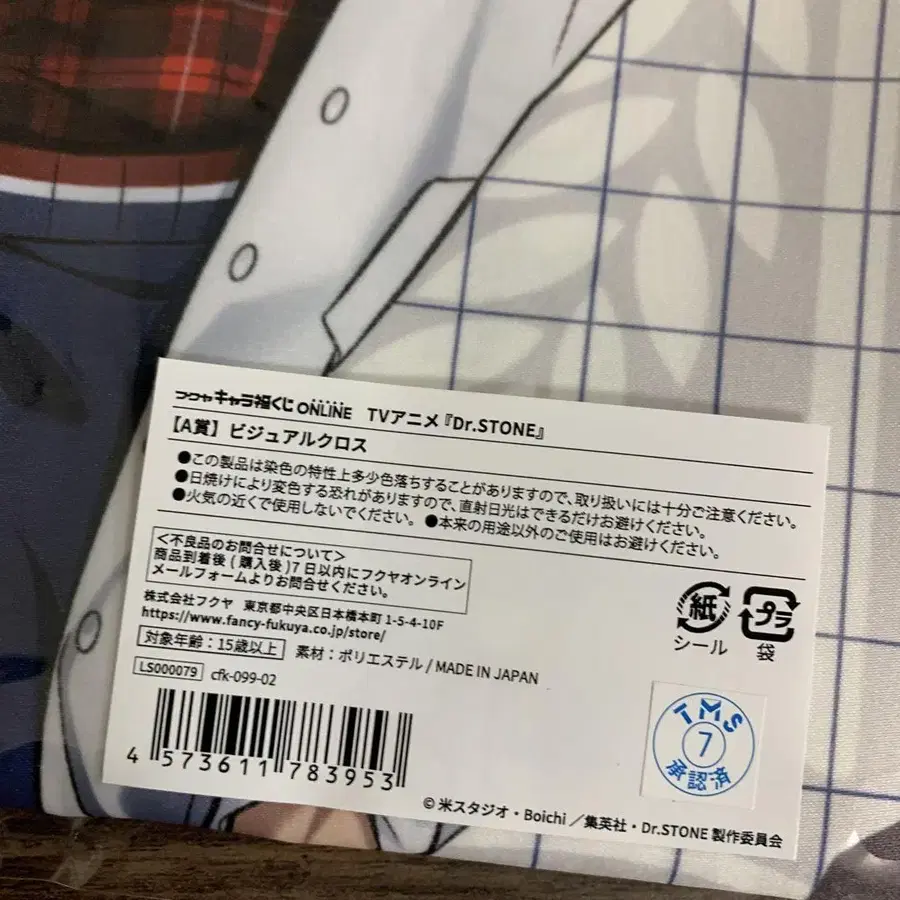 フクヤ キャラ福くじ ONLINE TVアニメ『Dr.STONE』
【A賞】ビジュアルクロス
●この製品は染色の特性上多少色落ちすることがありますので、取り扱いには十分ご注意ください。
●日焼けにより変色する恐れがありますので、直射日光はできるだけお避けください。
●火気の近くで使用しないでください。 ●本来の用途以外のご使用はお避けください。
＜不良品のお問合せについて＞
商品到着後（購入後）7日以内にフクヤオンライン
メールフォームよりお問合せください。
株式会社フクヤ 東京都中央区日本橋本町 1-5-4-10F
https://www.fancy-fukuya.co.jp/store/
対象年齢：15歳以上 素材：ポリエステル / MADE IN JAPAN
LS000079 cfk-099-02
4 573611 783953
紙
シール
プラ
袋
TMS
7
承認済
© 米スタジオ・Boichi／集英社・Dr.STONE 製作委員会